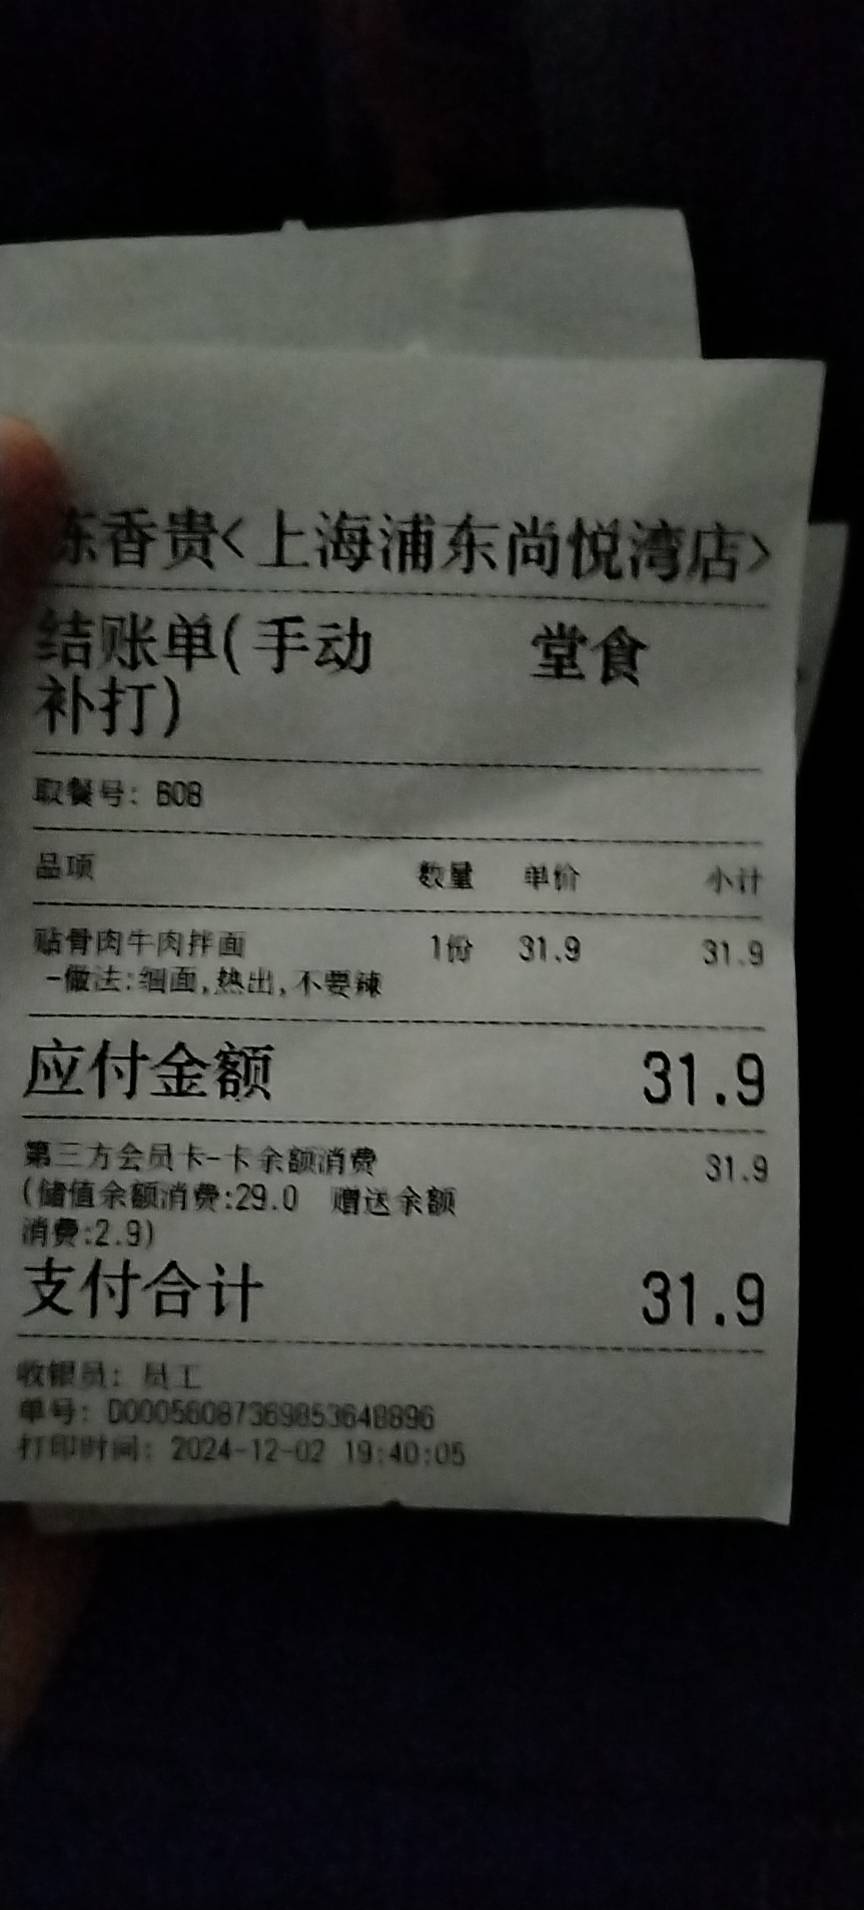 陈香贵<上海浦东尚悦湾店>
结账单(手动 堂食
补打)
取餐号: B08
品项 数量 单价 小计
贴骨肉牛肉拌面 1份 31.9 31.9
-做法:细面,热出,不要辣
应付金额 31.9
第三方会员卡-卡余额消费 31.9
(储值余额消费:29.0 赠送余额
消费:2.9)
支付合计 31.9
收银员: 员工
单号: D000560873698536488​96
打印时间: 2024-12-02 19:40:05